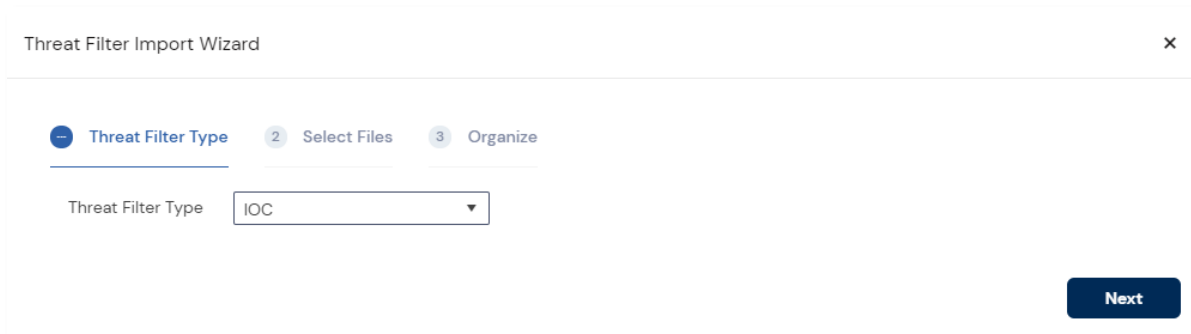 Threat Filter Import Wizard ×
Threat Filter Type 2 Select Files 3 Organize
Threat Filter Type IOC
Next